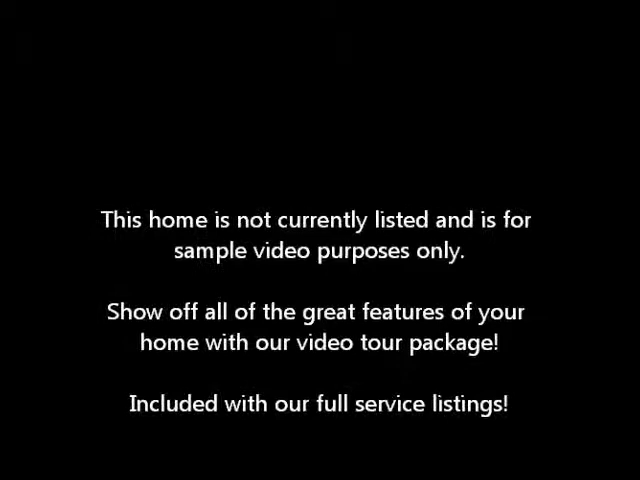 This home is not currently listed and is for
sample video purposes only.
Show off all of the great features of your
home with our video tour package!
Included with our full service listings!